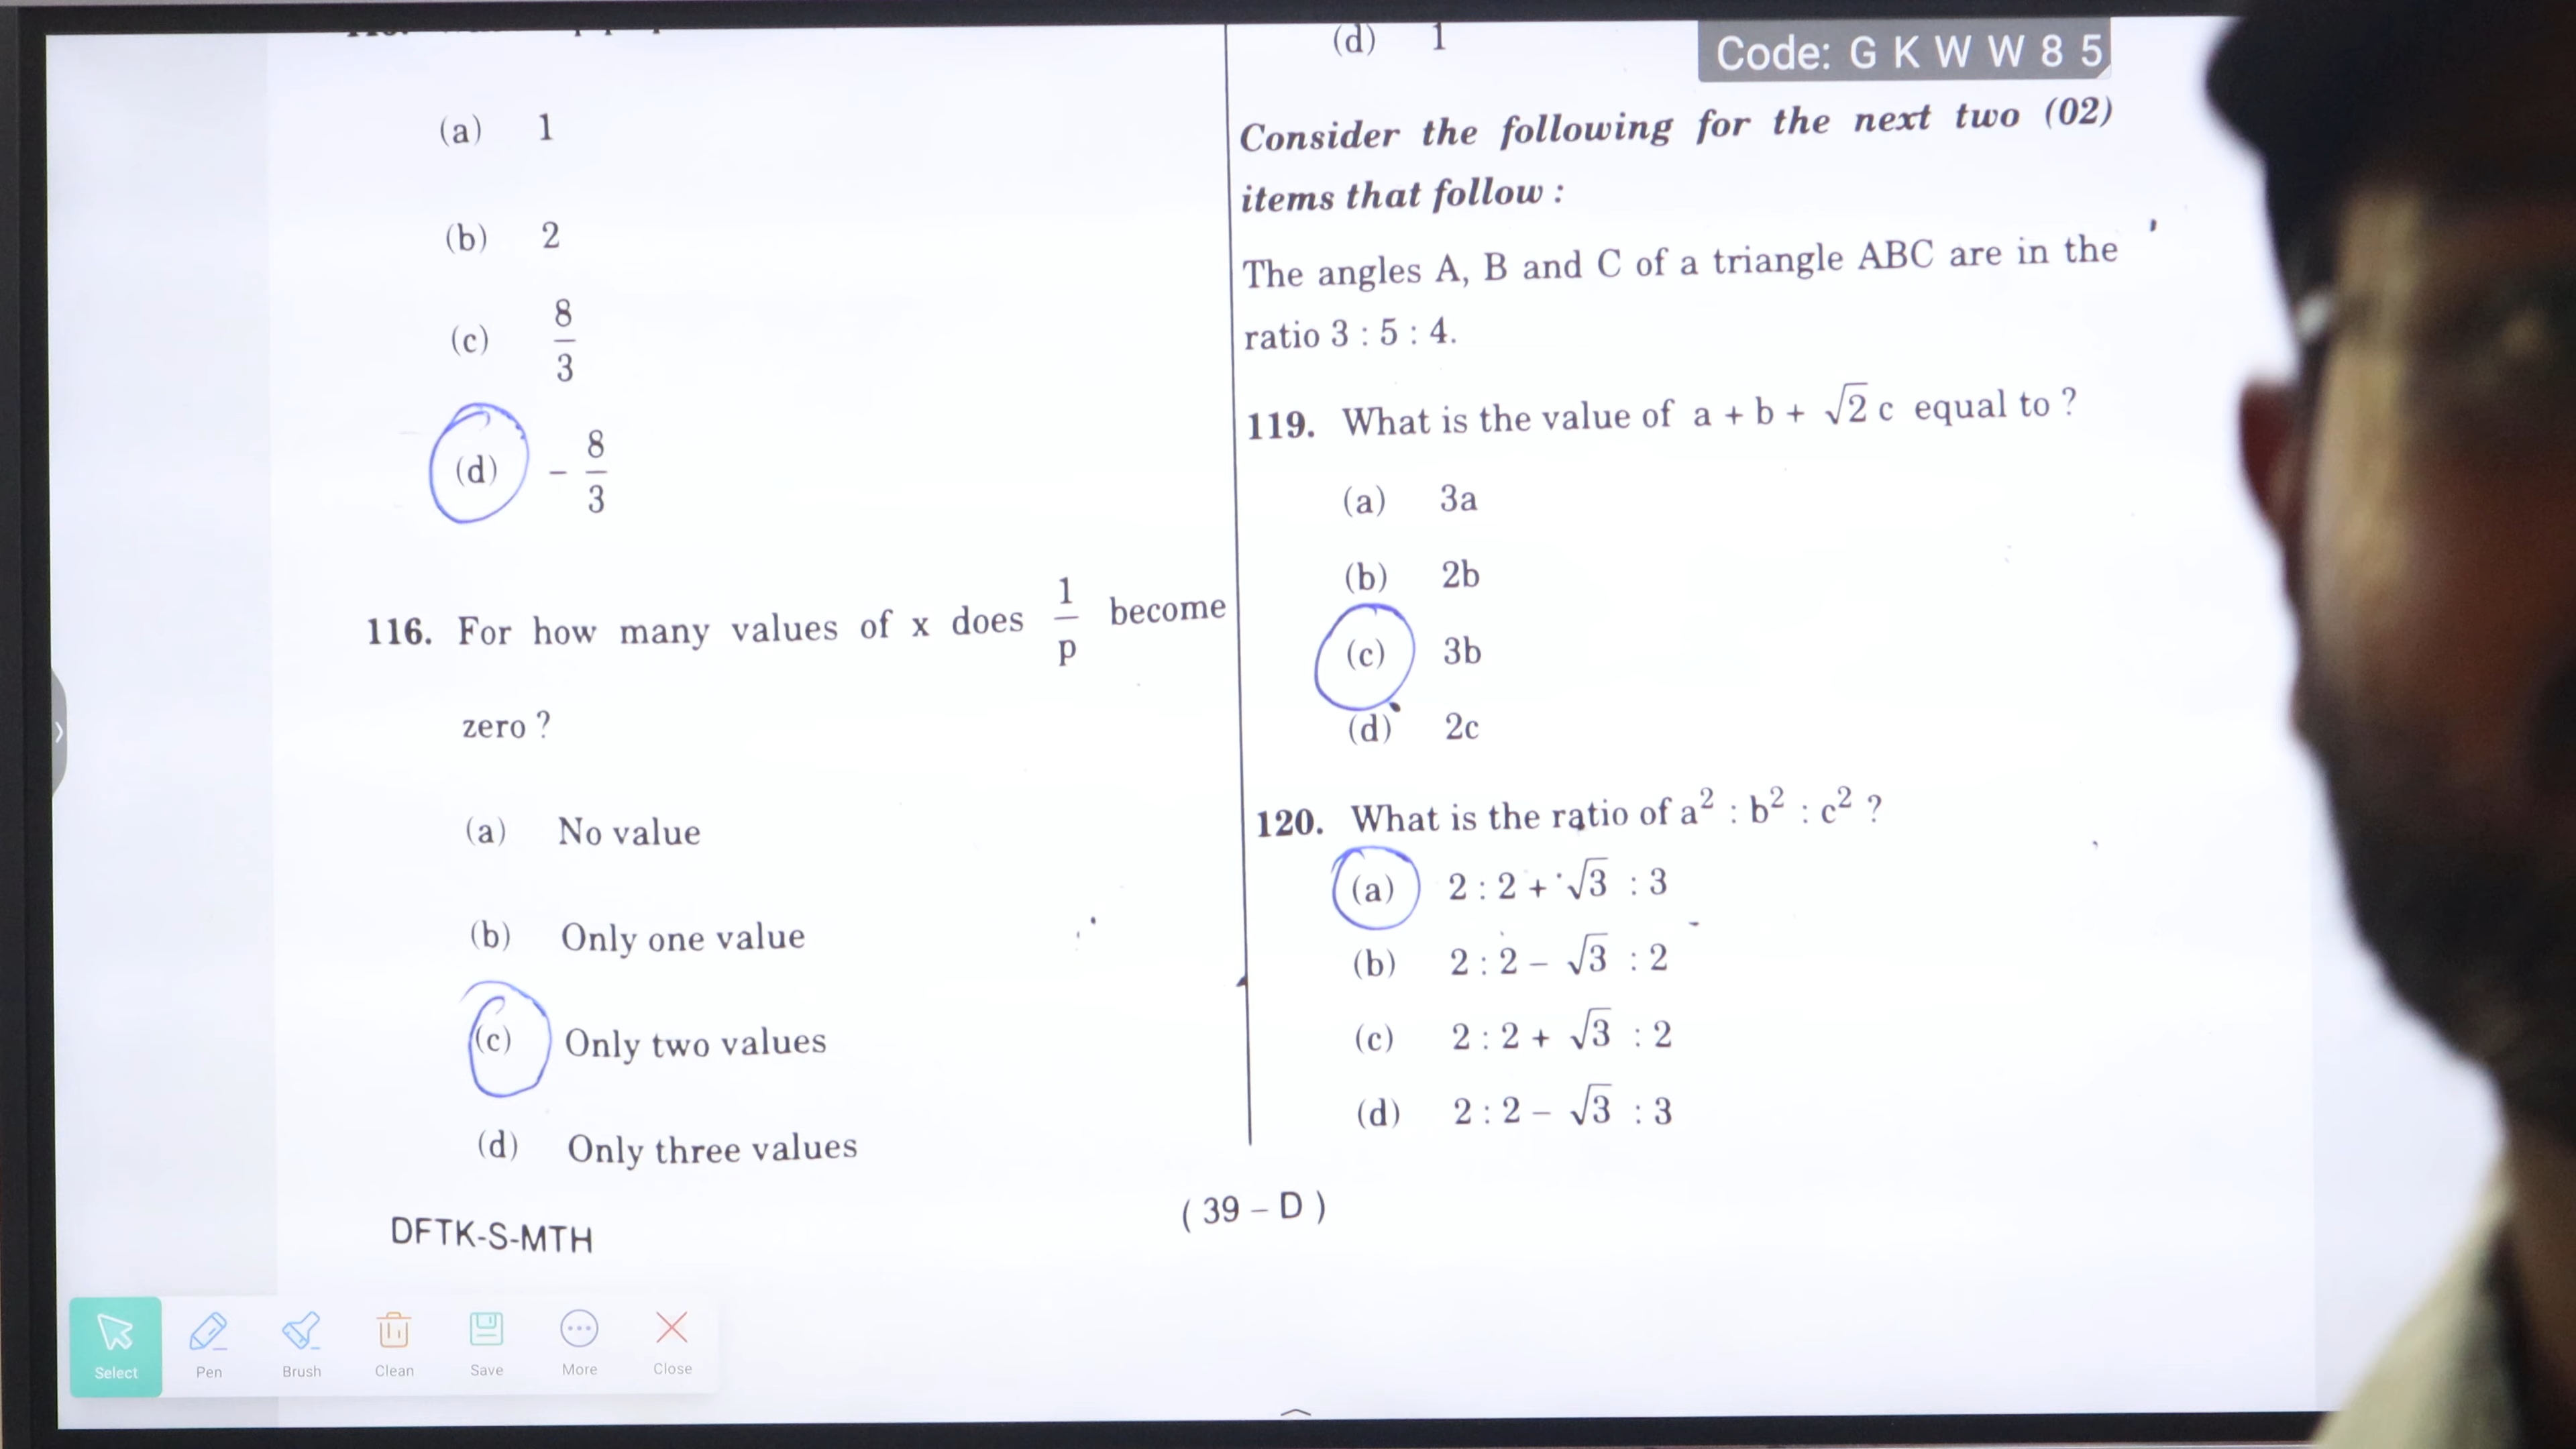 (a) 1
(b) 2
(c) 8/3
(d) - 8/3
116. For how many values of x does 1/p become
zero ?
(a) No value
(b) Only one value
(c) Only two values
(d) Only three values
DFTK-S-MTH
(d) 1
Code: G K W W 8 5
Consider the following for the next two (02)
items that follow :
The angles A, B and C of a triangle ABC are in the
ratio 3 : 5 : 4.
119. What is the value of a + b + √2 c equal to ?
(a) 3a
(b) 2b
(c) 3b
(d) 2c
120. What is the ratio of a² : b² : c² ?
(a) 2 : 2 + √3 : 3
(b) 2 : 2 – √3 : 2
(c) 2 : 2 + √3 : 2
(d) 2 : 2 – √3 : 3
( 39 – D )
Select Pen Brush Clean Save More Close